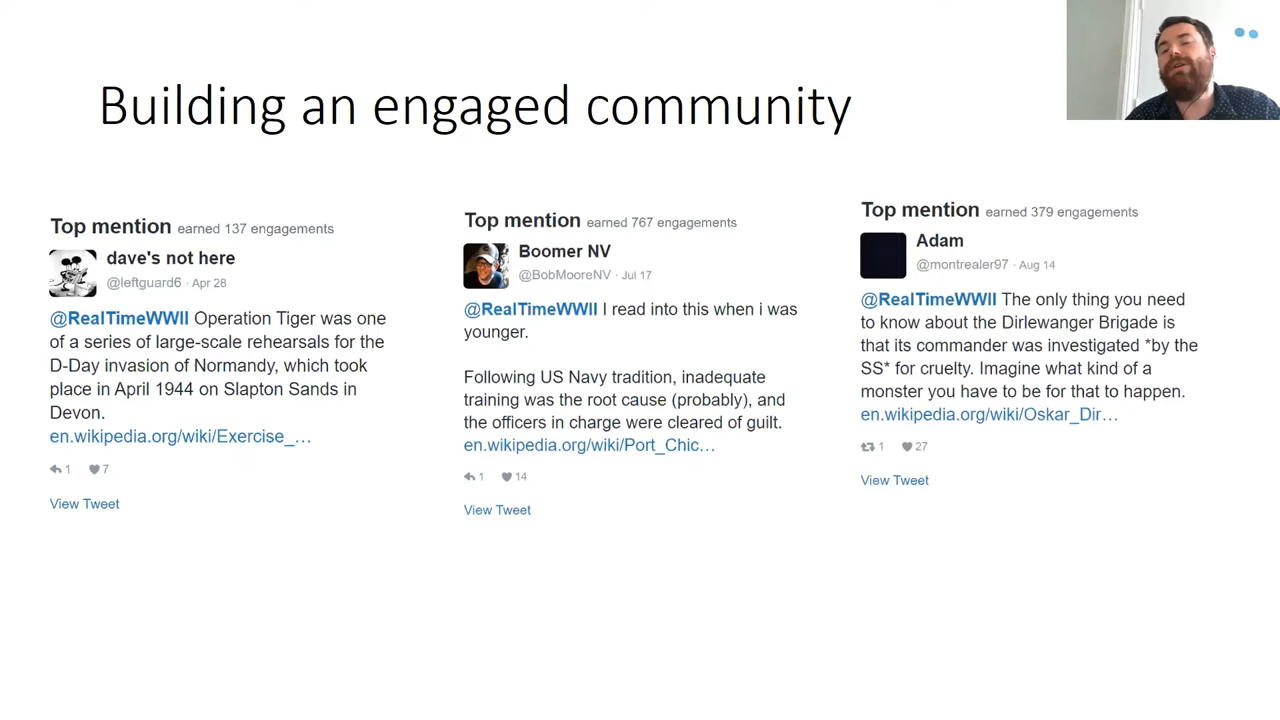 Building an engaged community
Top mention earned 137 engagements
dave's not here
@leftguard6 · Apr 28
@RealTimeWWII Operation Tiger was one
of a series of large-scale rehearsals for the
D-Day invasion of Normandy, which took
place in April 1944 on Slapton Sands in
Devon.
en.wikipedia.org/wiki/Exercise_…
1 7
View Tweet
Top mention earned 767 engagements
Boomer NV
@BobMooreNV · Jul 17
@RealTimeWWII I read into this when i was
younger.
Following US Navy tradition, inadequate
training was the root cause (probably), and
the officers in charge were cleared of guilt.
en.wikipedia.org/wiki/Port_Chic…
1 14
View Tweet
Top mention earned 379 engagements
Adam
@montrealer97 · Aug 14
@RealTimeWWII The only thing you need
to know about the Dirlewanger Brigade is
that its commander was investigated *by the
SS* for cruelty. Imagine what kind of a
monster you have to be for that to happen.
en.wikipedia.org/wiki/Oskar_Dir…
1 27
View Tweet